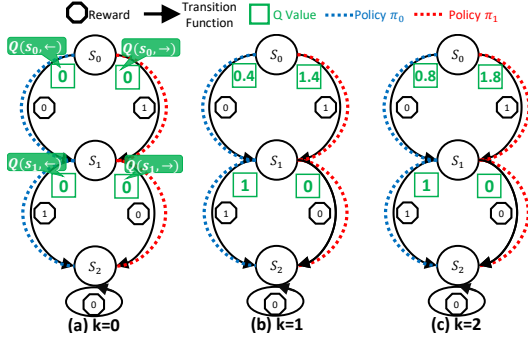 Reward Transition Function Q Value Policy π₀ Policy π₁
Q(s₀, ←) S₀ Q(s₀, →) S₀ S₀
0 0 0.4 1.4 0.8 1.8
0 1 0 1 0 1
Q(s₁, ←) S₁ Q(s₁, →) S₁ S₁
0 0 1 0 1 0
1 0 1 0 1 0
S₂ S₂ S₂
0 0 0
(a) k=0 (b) k=1 (c) k=2